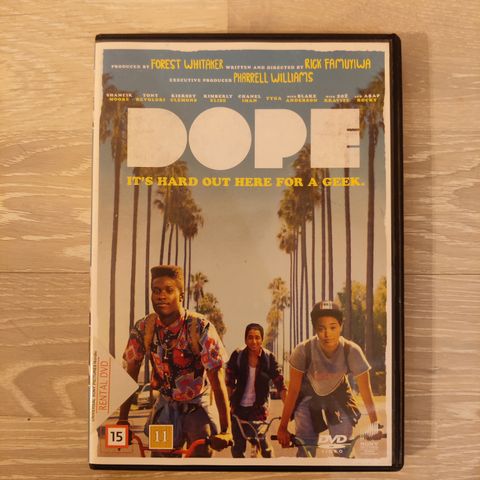 PRODUCED BY FOREST WHITAKER WRITTEN AND DIRECTED BY RICK FAMUYIWA
EXECUTIVE PRODUCER PHARRELL WILLIAMS
SHAMEIK MOORE TONY REVOLORI KIERSEY CLEMONS KIMBERLY ELISE CHANEL IMAN TYGA WITH BLAKE ANDERSON WITH ZOË KRAVITZ AND A$AP ROCKY
DOPE
IT'S HARD OUT HERE FOR A GEEK.
RENTAL DVD
15
11
DVD
VIDEO